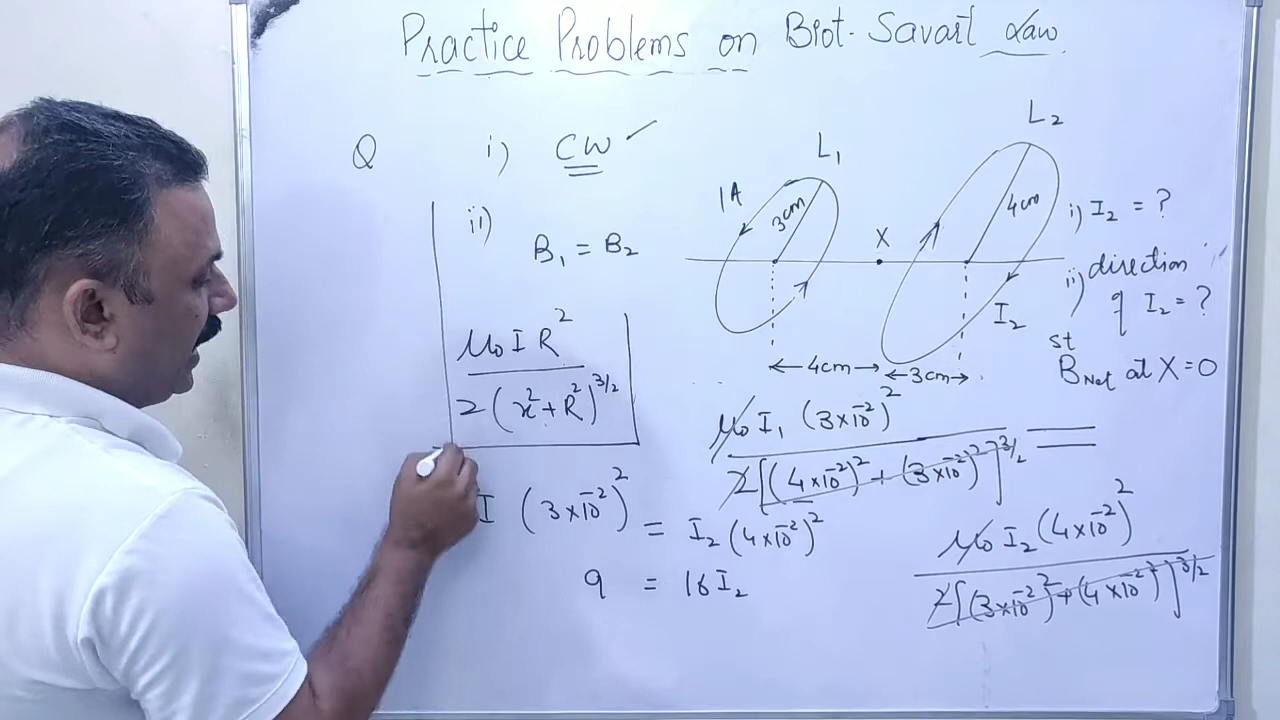 Practice Problems on Biot-Savart Law
Q i) CW ✓
ii) B₁ = B₂
μ₀ I R²
2(x² + R²)^3/2
I (3×10⁻²)² = I₂ (4×10⁻²)²
9 = 16 I₂
L₁
L₂
1A
3cm
4cm
X
I₂
←4cm→ ←3cm→
i) I₂ = ?
ii) direction
of I₂ = ?
st
B_Net at X = 0
μ₀ I₁ (3×10⁻²)²
2[(4×10⁻²)² + (3×10⁻²)²]^3/2 =
μ₀ I₂ (4×10⁻²)²
2[(3×10⁻²)² + (4×10⁻²)²]^3/2